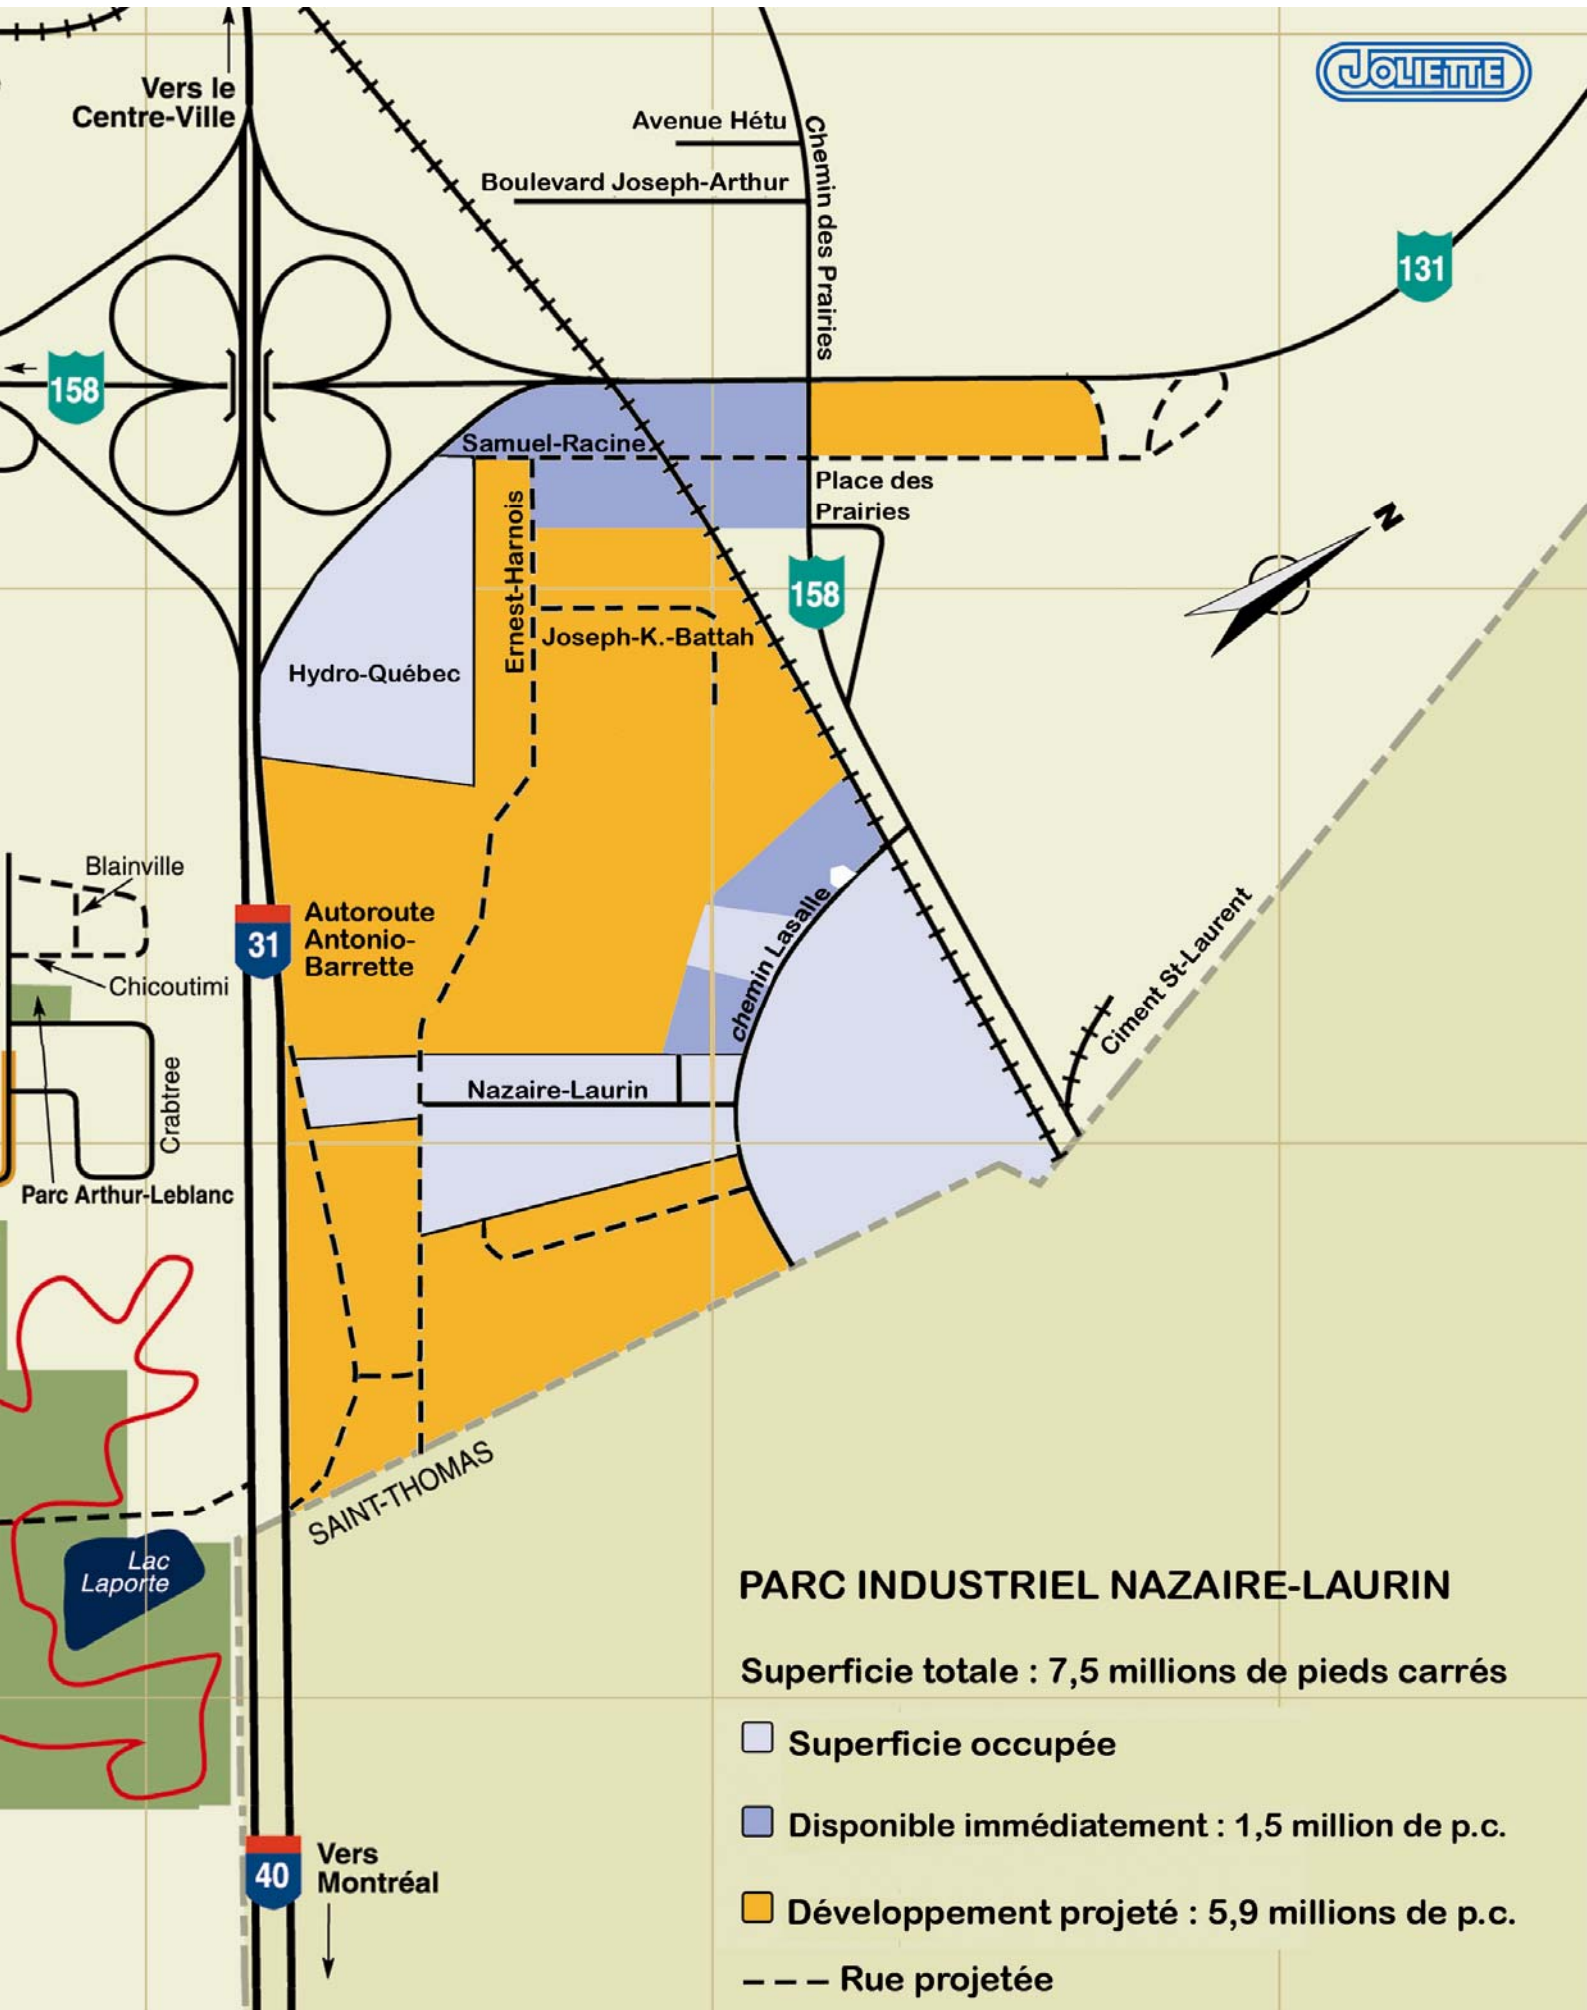 JOLIETTE
Vers le
Centre-Ville
Avenue Hétu
Boulevard Joseph-Arthur
Chemin des Prairies
131
158
Samuel-Racine
Place des
Prairies
N
Ernest-Harnois
158
Joseph-K.-Battah
Hydro-Québec
Blainville
31
Autoroute
Antonio-
Barrette
chemin Lasalle
Ciment St-Laurent
Chicoutimi
Crabtree
Nazaire-Laurin
Parc Arthur-Leblanc
SAINT-THOMAS
Lac
Laporte
PARC INDUSTRIEL NAZAIRE-LAURIN
Superficie totale : 7,5 millions de pieds carrés
Superficie occupée
Disponible immédiatement : 1,5 million de p.c.
40
Vers
Montréal
Développement projeté : 5,9 millions de p.c.
Rue projetée